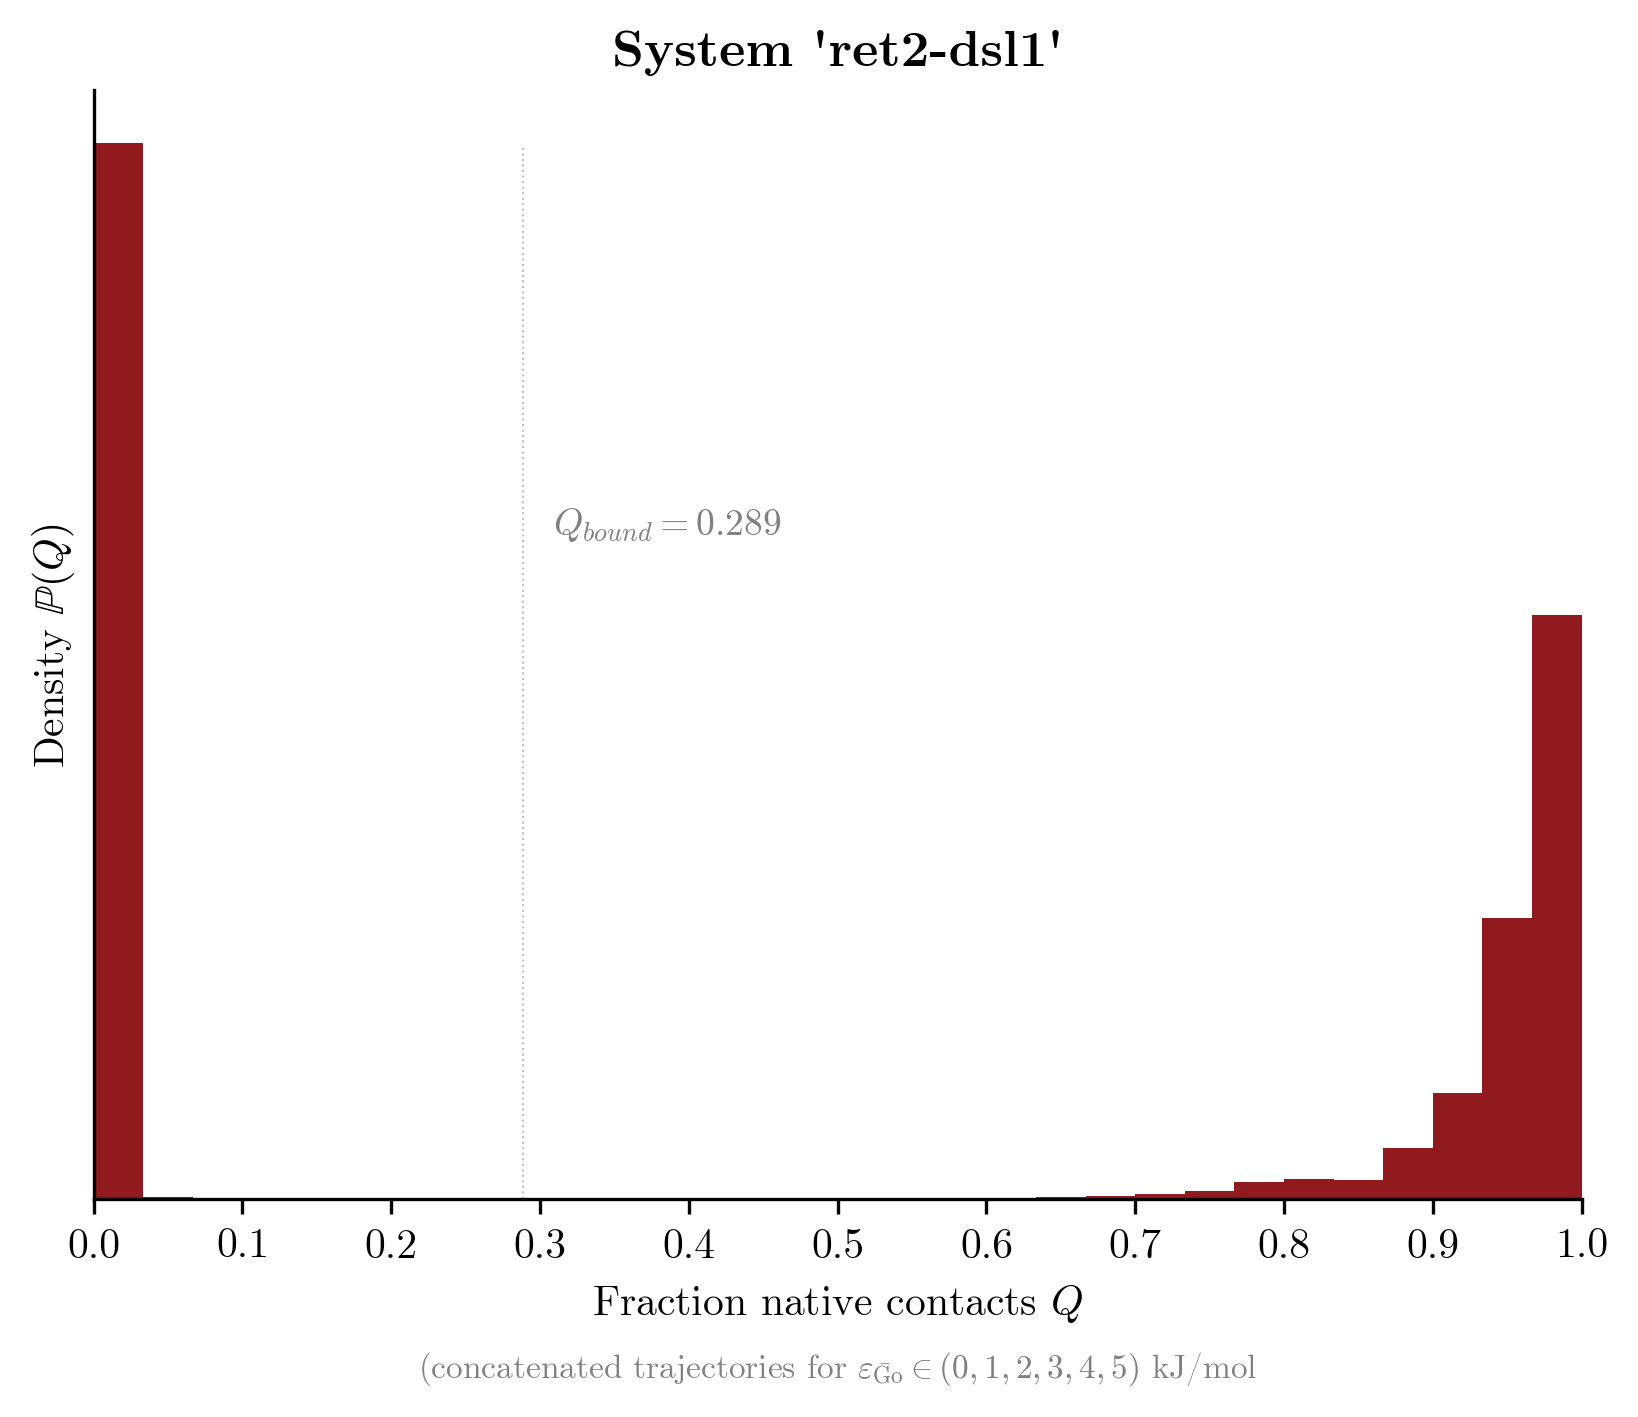 System 'ret2-dsl1'
Density ℙ(Q)
Q_bound = 0.289
0.0 0.1 0.2 0.3 0.4 0.5 0.6 0.7 0.8 0.9 1.0
Fraction native contacts Q
(concatenated trajectories for ε_Ḡo ∈ (0, 1, 2, 3, 4, 5) kJ/mol